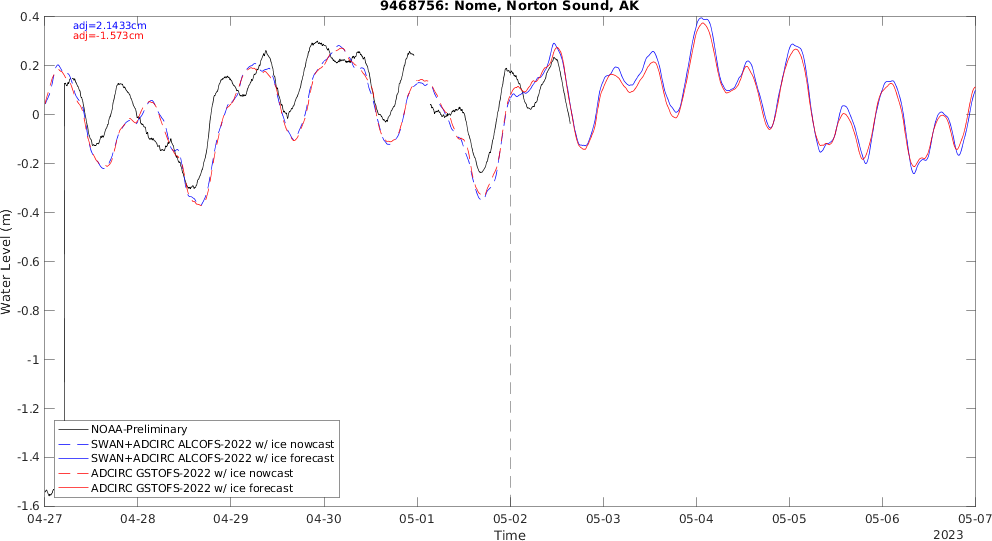 9468756: Nome, Norton Sound, AK
adj=2.1433cm
adj=-1.573cm
0.4
0.2
0
-0.2
-0.4
-0.6
-0.8
-1
-1.2
-1.4
-1.6
Water Level (m)
NOAA-Preliminary
SWAN+ADCIRC ALCOFS-2022 w/ ice nowcast
SWAN+ADCIRC ALCOFS-2022 w/ ice forecast
ADCIRC GSTOFS-2022 w/ ice nowcast
ADCIRC GSTOFS-2022 w/ ice forecast
04-27 04-28 04-29 04-30 05-01 05-02 05-03 05-04 05-05 05-06 05-07
Time
2023